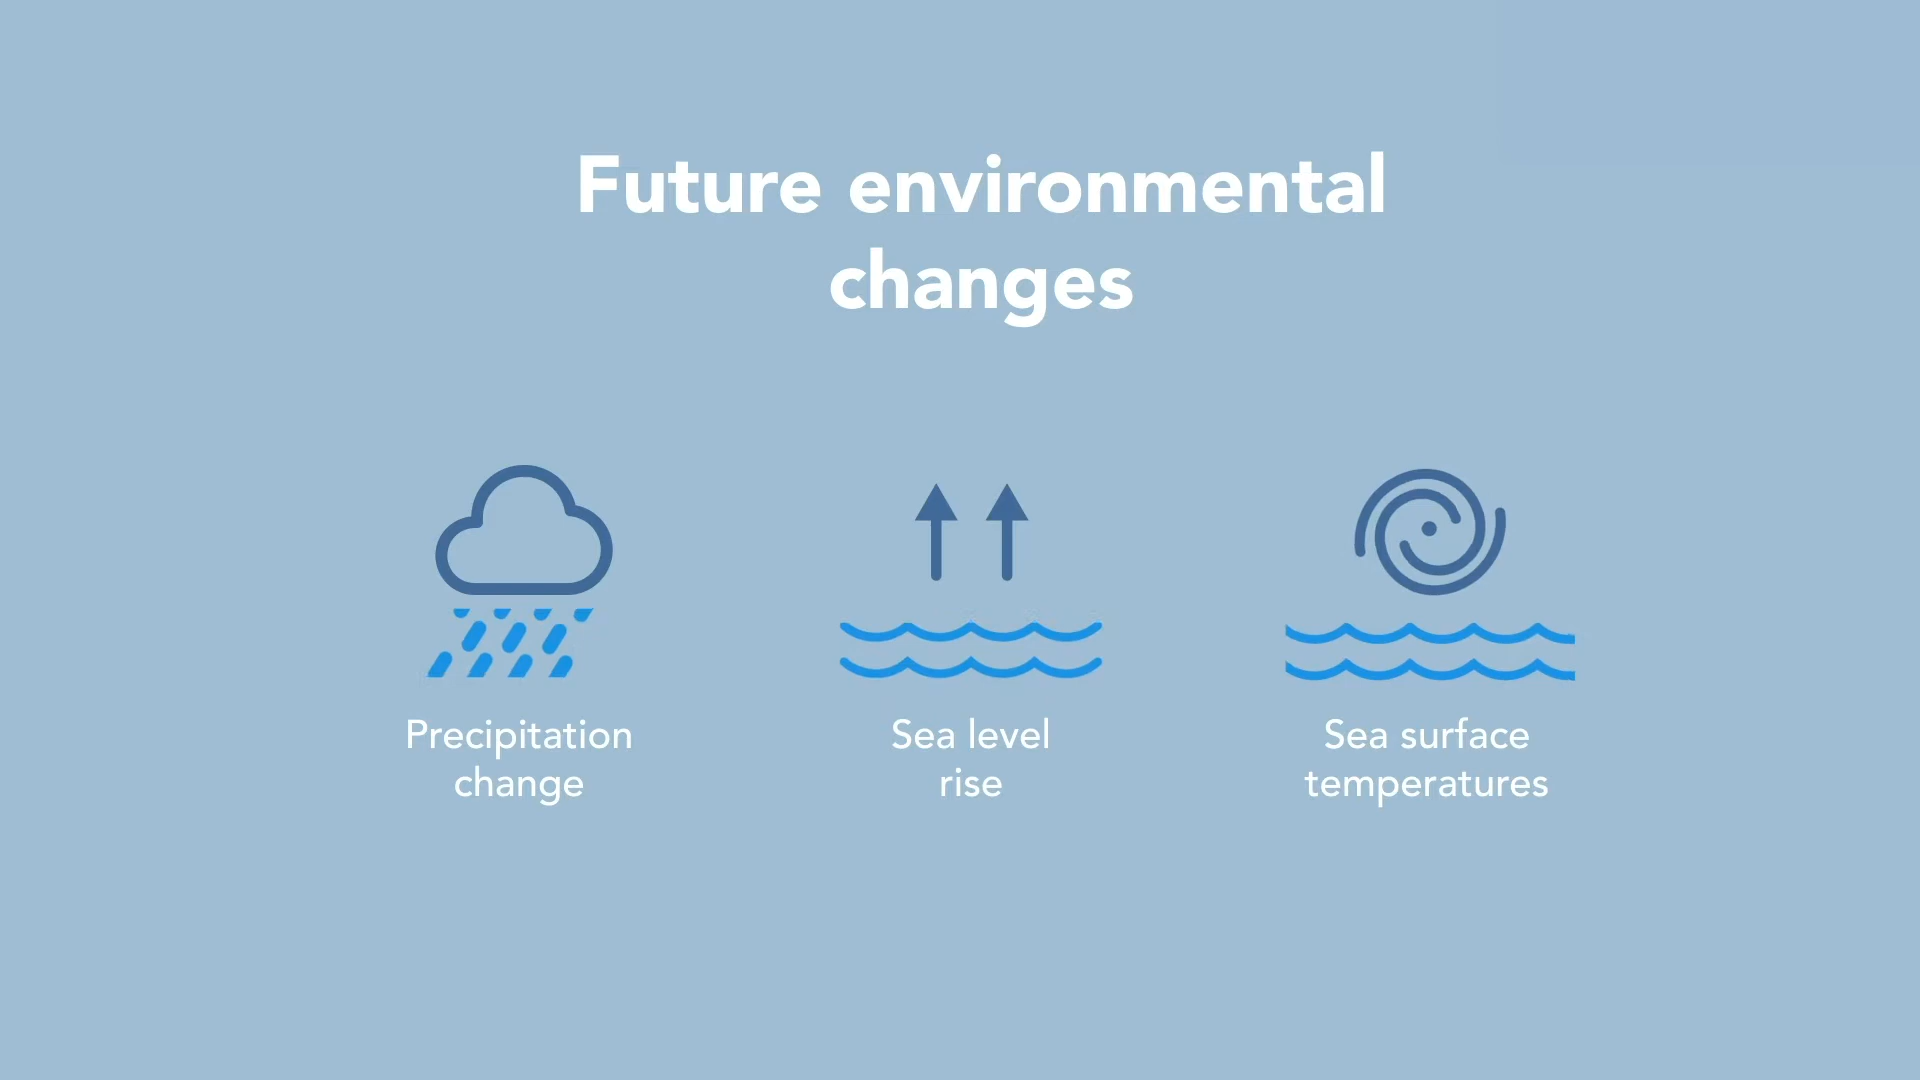 Future environmental
changes
Precipitation
change
Sea level
rise
Sea surface
temperatures